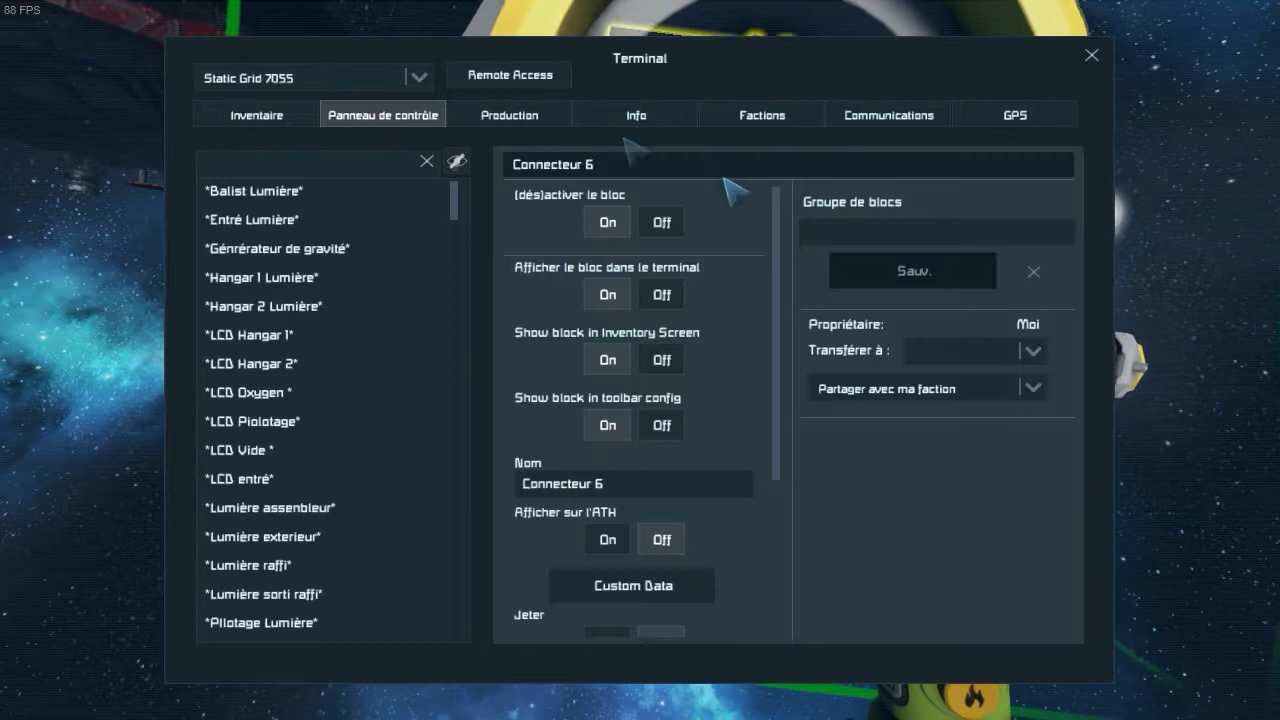 88 FPS
Terminal
Static Grid 7055
Remote Access
Inventaire
Panneau de contrôle
Production
Info
Factions
Communications
GPS
*Balist Lumière*
*Entré Lumière*
*Génrérateur de gravité*
*Hangar 1 Lumière*
*Hangar 2 Lumière*
*LCD Hangar 1*
*LCD Hangar 2*
*LCD Oxygen *
*LCD Piolotage*
*LCD Vide *
*LCD entré*
*Lumière assenbleur*
*Lumière exterieur*
*Lumière raffi*
*Lumière sorti raffi*
*Pilotage Lumière*
Connecteur 6
(dés)activer le bloc
On Off
Afficher le bloc dans le terminal
On Off
Show block in Inventory Screen
On Off
Show block in toolbar config
On Off
Nom
Connecteur 6
Afficher sur l'ATH
On Off
Custom Data
Jeter
Groupe de blocs
Sauv.
Propriétaire: Moi
Transférer à :
Partager avec ma faction